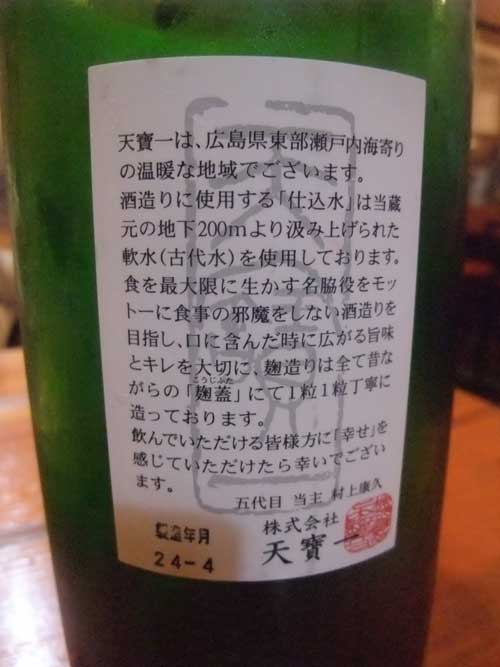 天寶一は、広島県東部瀬戸内海寄り
の温暖な地域でございます。
酒造りに使用する「仕込水」は当蔵
元の地下200mより汲み上げられた
軟水(古代水)を使用しております。
食を最大限に生かす名脇役をモッ
トーに食事の邪魔をしない酒造りを
目指し、口に含んだ時に広がる旨味
とキレを大切に、麹造りは全て昔な
こうじぶた
がらの「麹蓋」にて1粒1粒丁寧に
造っております。
飲んでいただける皆様方に「幸せ」を
感じていただけたら幸いでござい
ます。
五代目 当主 村上康久
株式会社
天寶一
製造年月
24-4